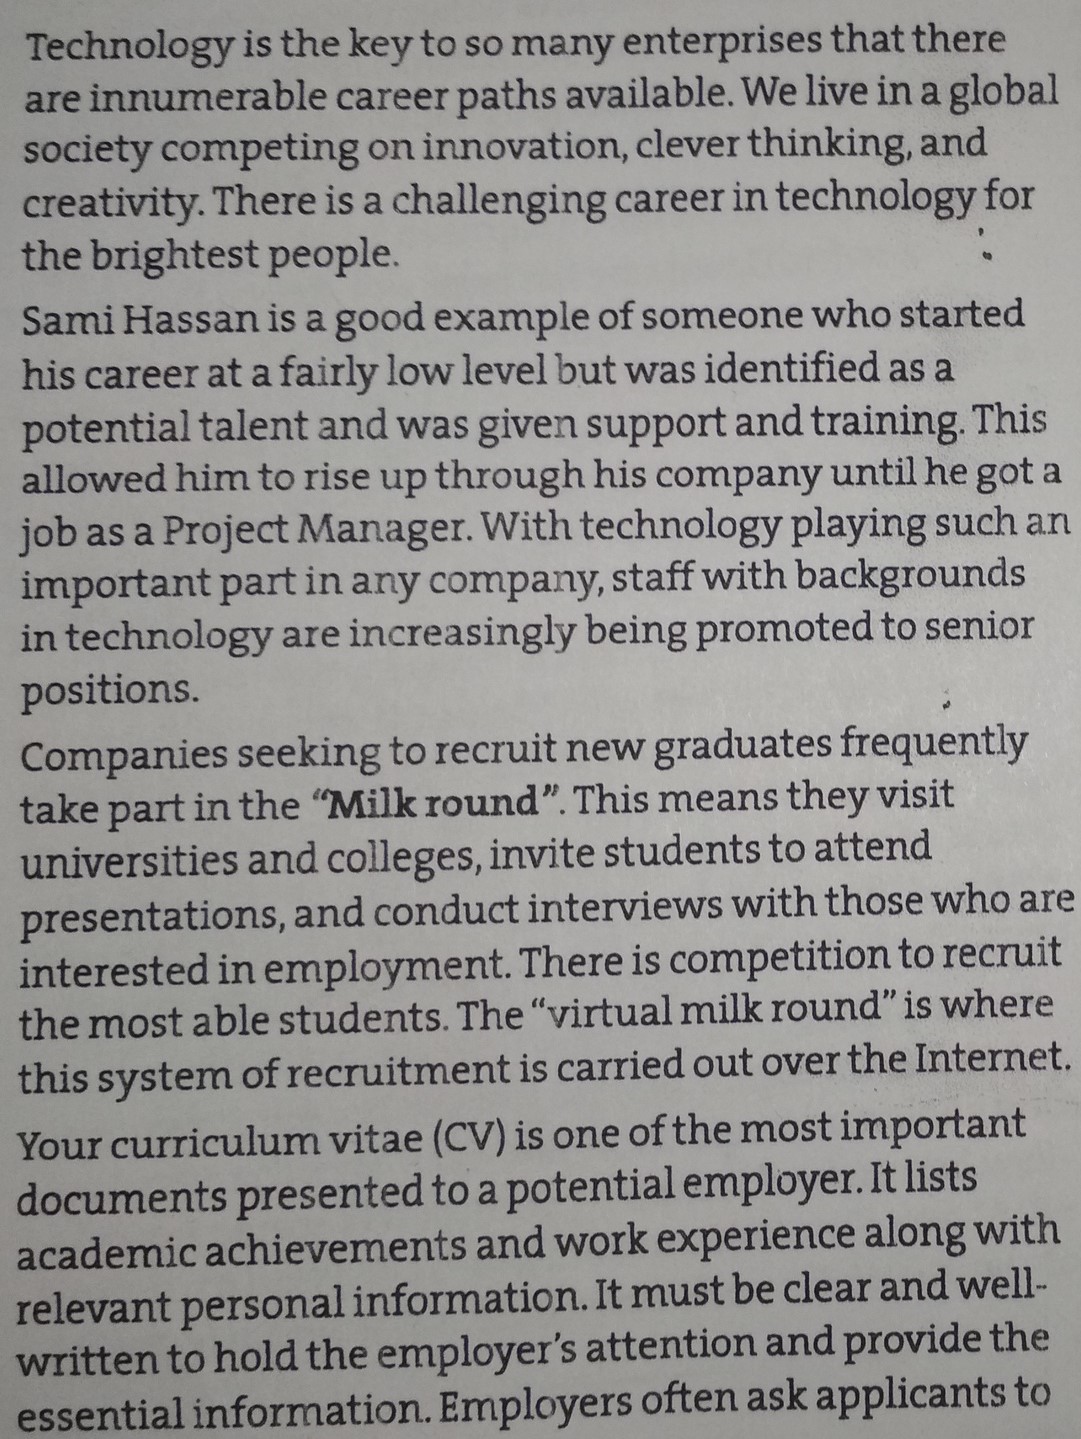 Technology is the key to so many enterprises that there
are innumerable career paths available. We live in a global
society competing on innovation, clever thinking, and
creativity. There is a challenging career in technology for
the brightest people.
Sami Hassan is a good example of someone who started
his career at a fairly low level but was identified as a
potential talent and was given support and training. This
allowed him to rise up through his company until he got a
job as a Project Manager. With technology playing such an
important part in any company, staff with backgrounds
in technology are increasingly being promoted to senior
positions.
Companies seeking to recruit new graduates frequently
take part in the “Milk round”. This means they visit
universities and colleges, invite students to attend
presentations, and conduct interviews with those who are
interested in employment. There is competition to recruit
the most able students. The “virtual milk round” is where
this system of recruitment is carried out over the Internet.
Your curriculum vitae (CV) is one of the most important
documents presented to a potential employer. It lists
academic achievements and work experience along with
relevant personal information. It must be clear and well-
written to hold the employer’s attention and provide the
essential information. Employers often ask applicants to